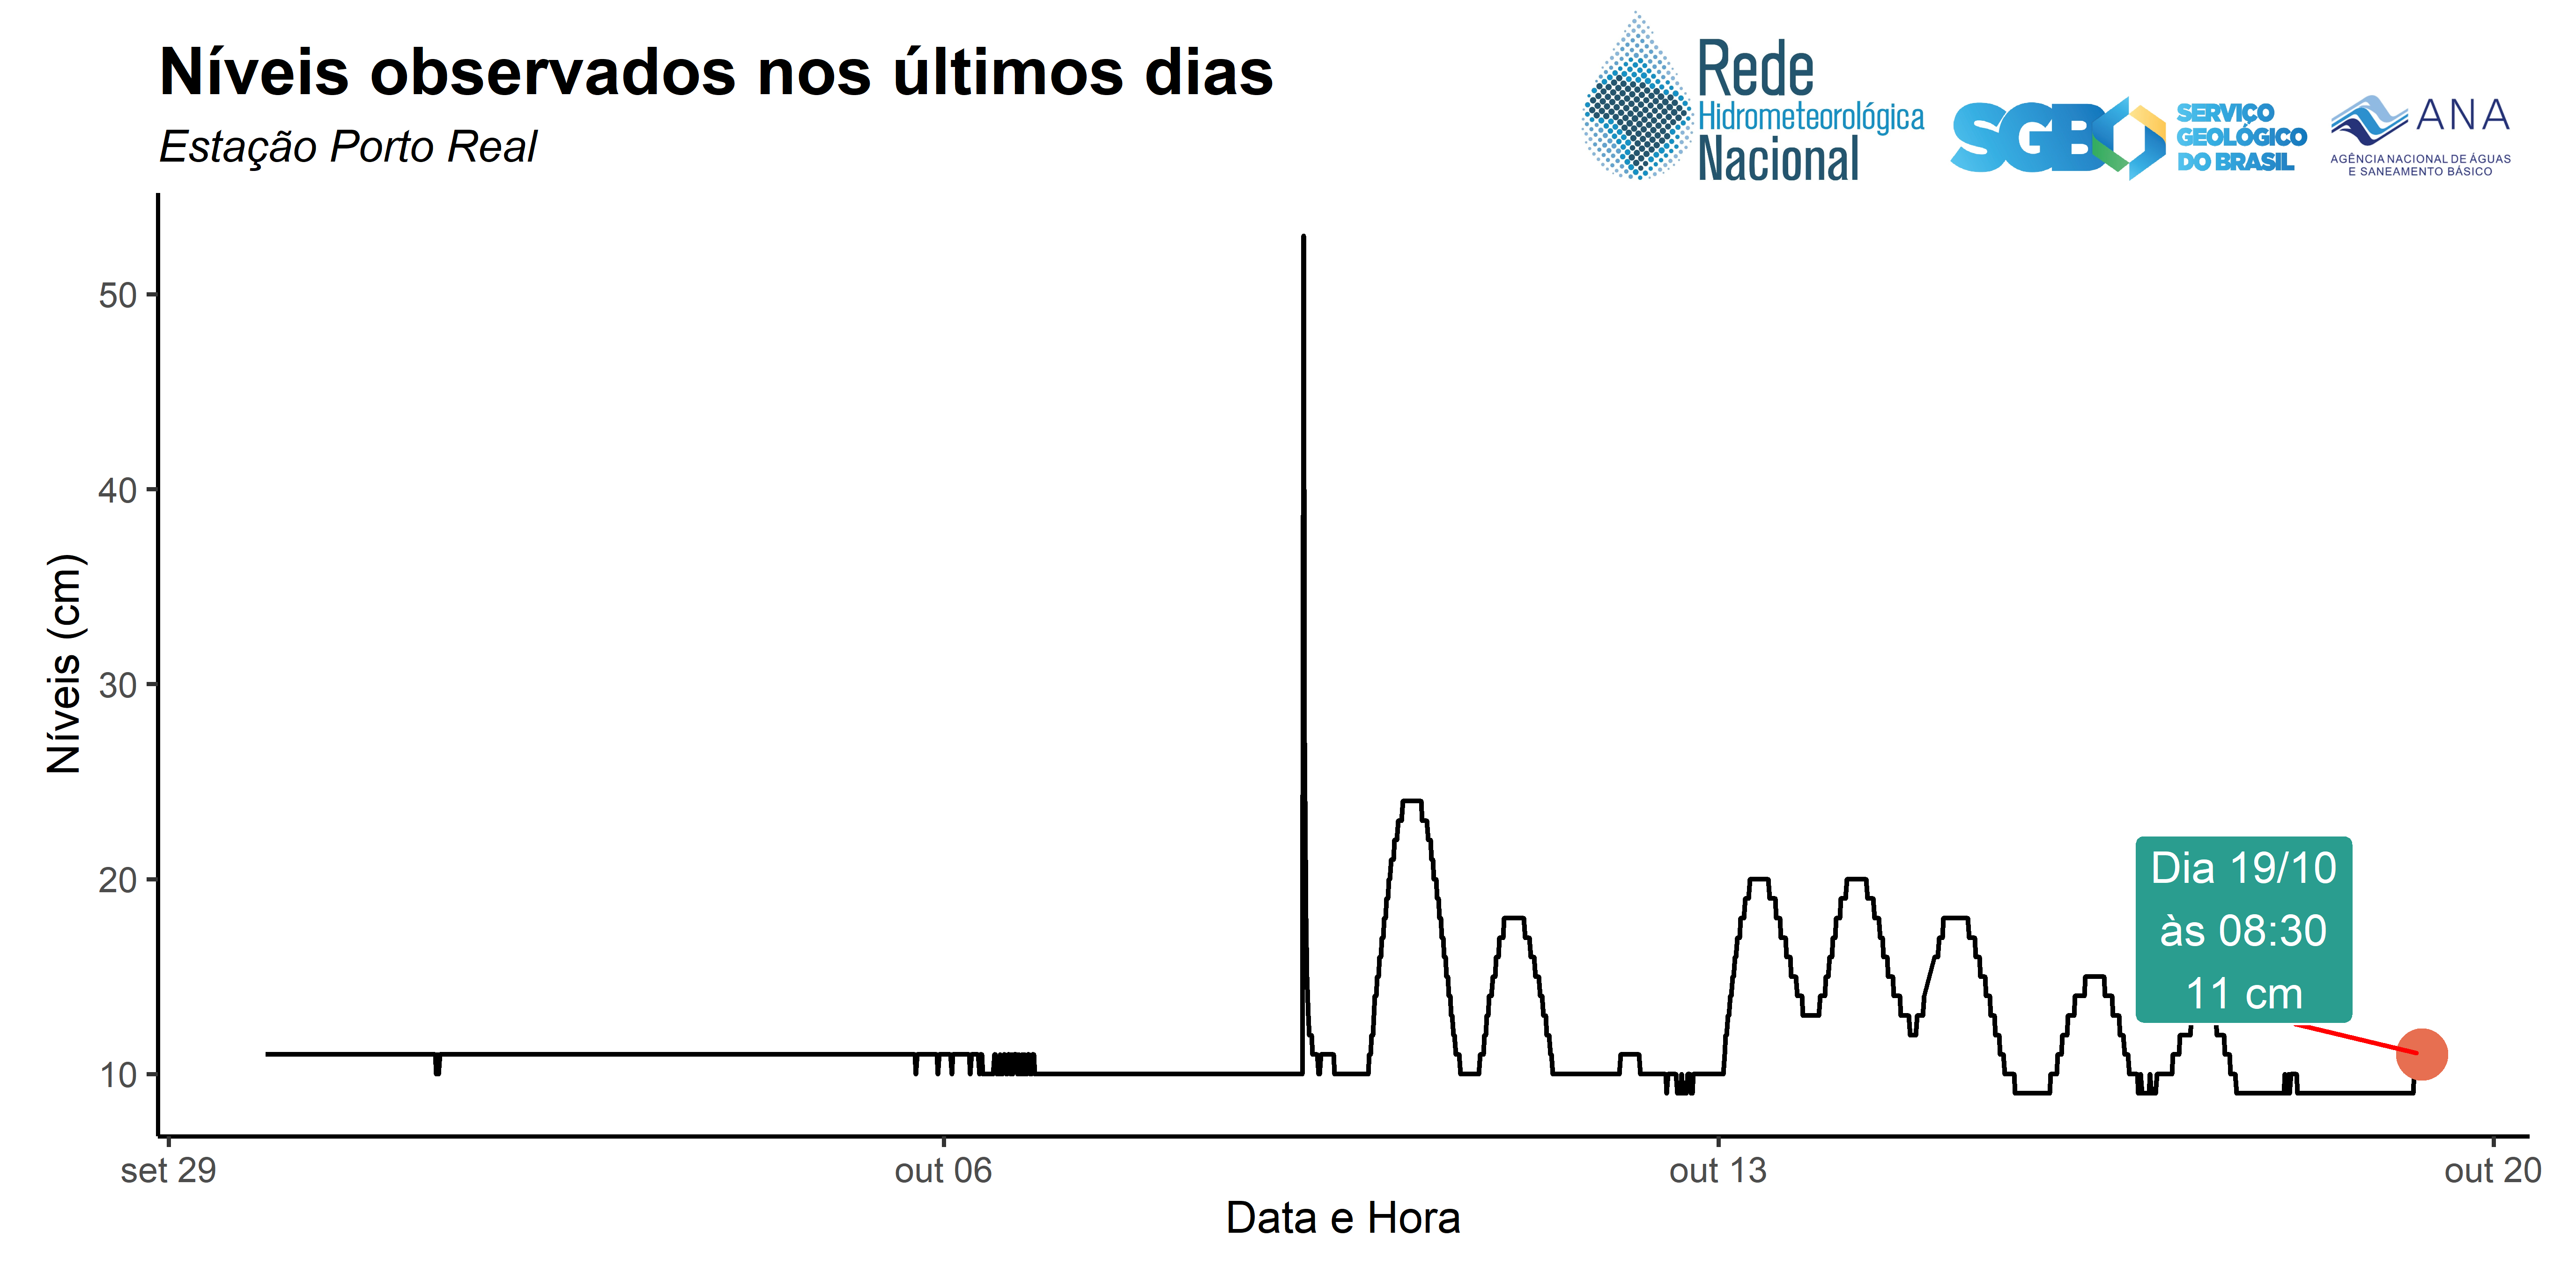 Níveis observados nos últimos dias
Estação Porto Real
Rede
Hidrometeorológica
Nacional
SGB
SERVIÇO
GEOLÓGICO
DO BRASIL
ANA
AGÊNCIA NACIONAL DE ÁGUAS
E SANEAMENTO BÁSICO
Níveis (cm)
50
40
30
20
10
Dia 19/10
às 08:30
11 cm
set 29
out 06
out 13
out 20
Data e Hora